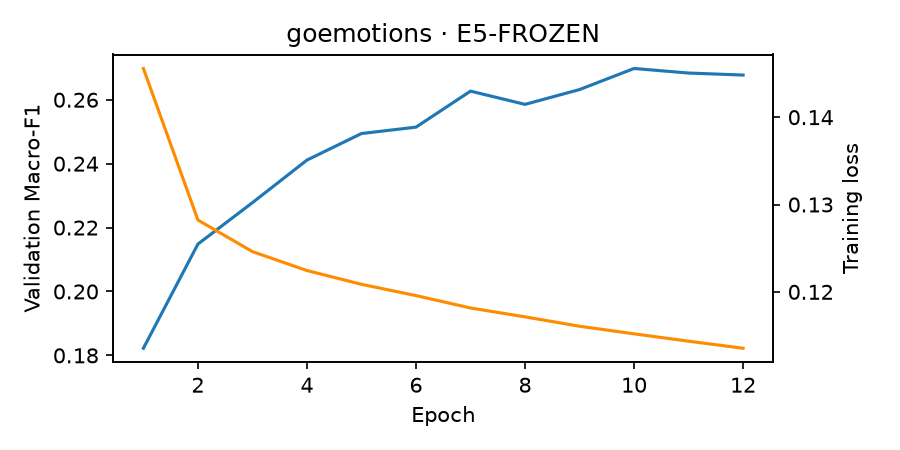 goemotions · E5-FROZEN
Validation Macro-F1
0.26
0.24
0.22
0.20
0.18
0.14
0.13
0.12
Training loss
2 4 6 8 10 12
Epoch